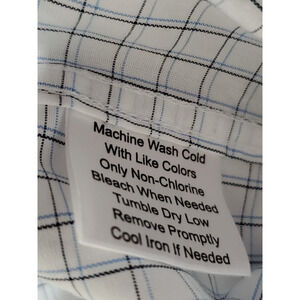 Machine Wash Cold
With Like Colors
Only Non-Chlorine
Bleach When Needed
Tumble Dry Low
Remove Promptly
Cool Iron If Needed